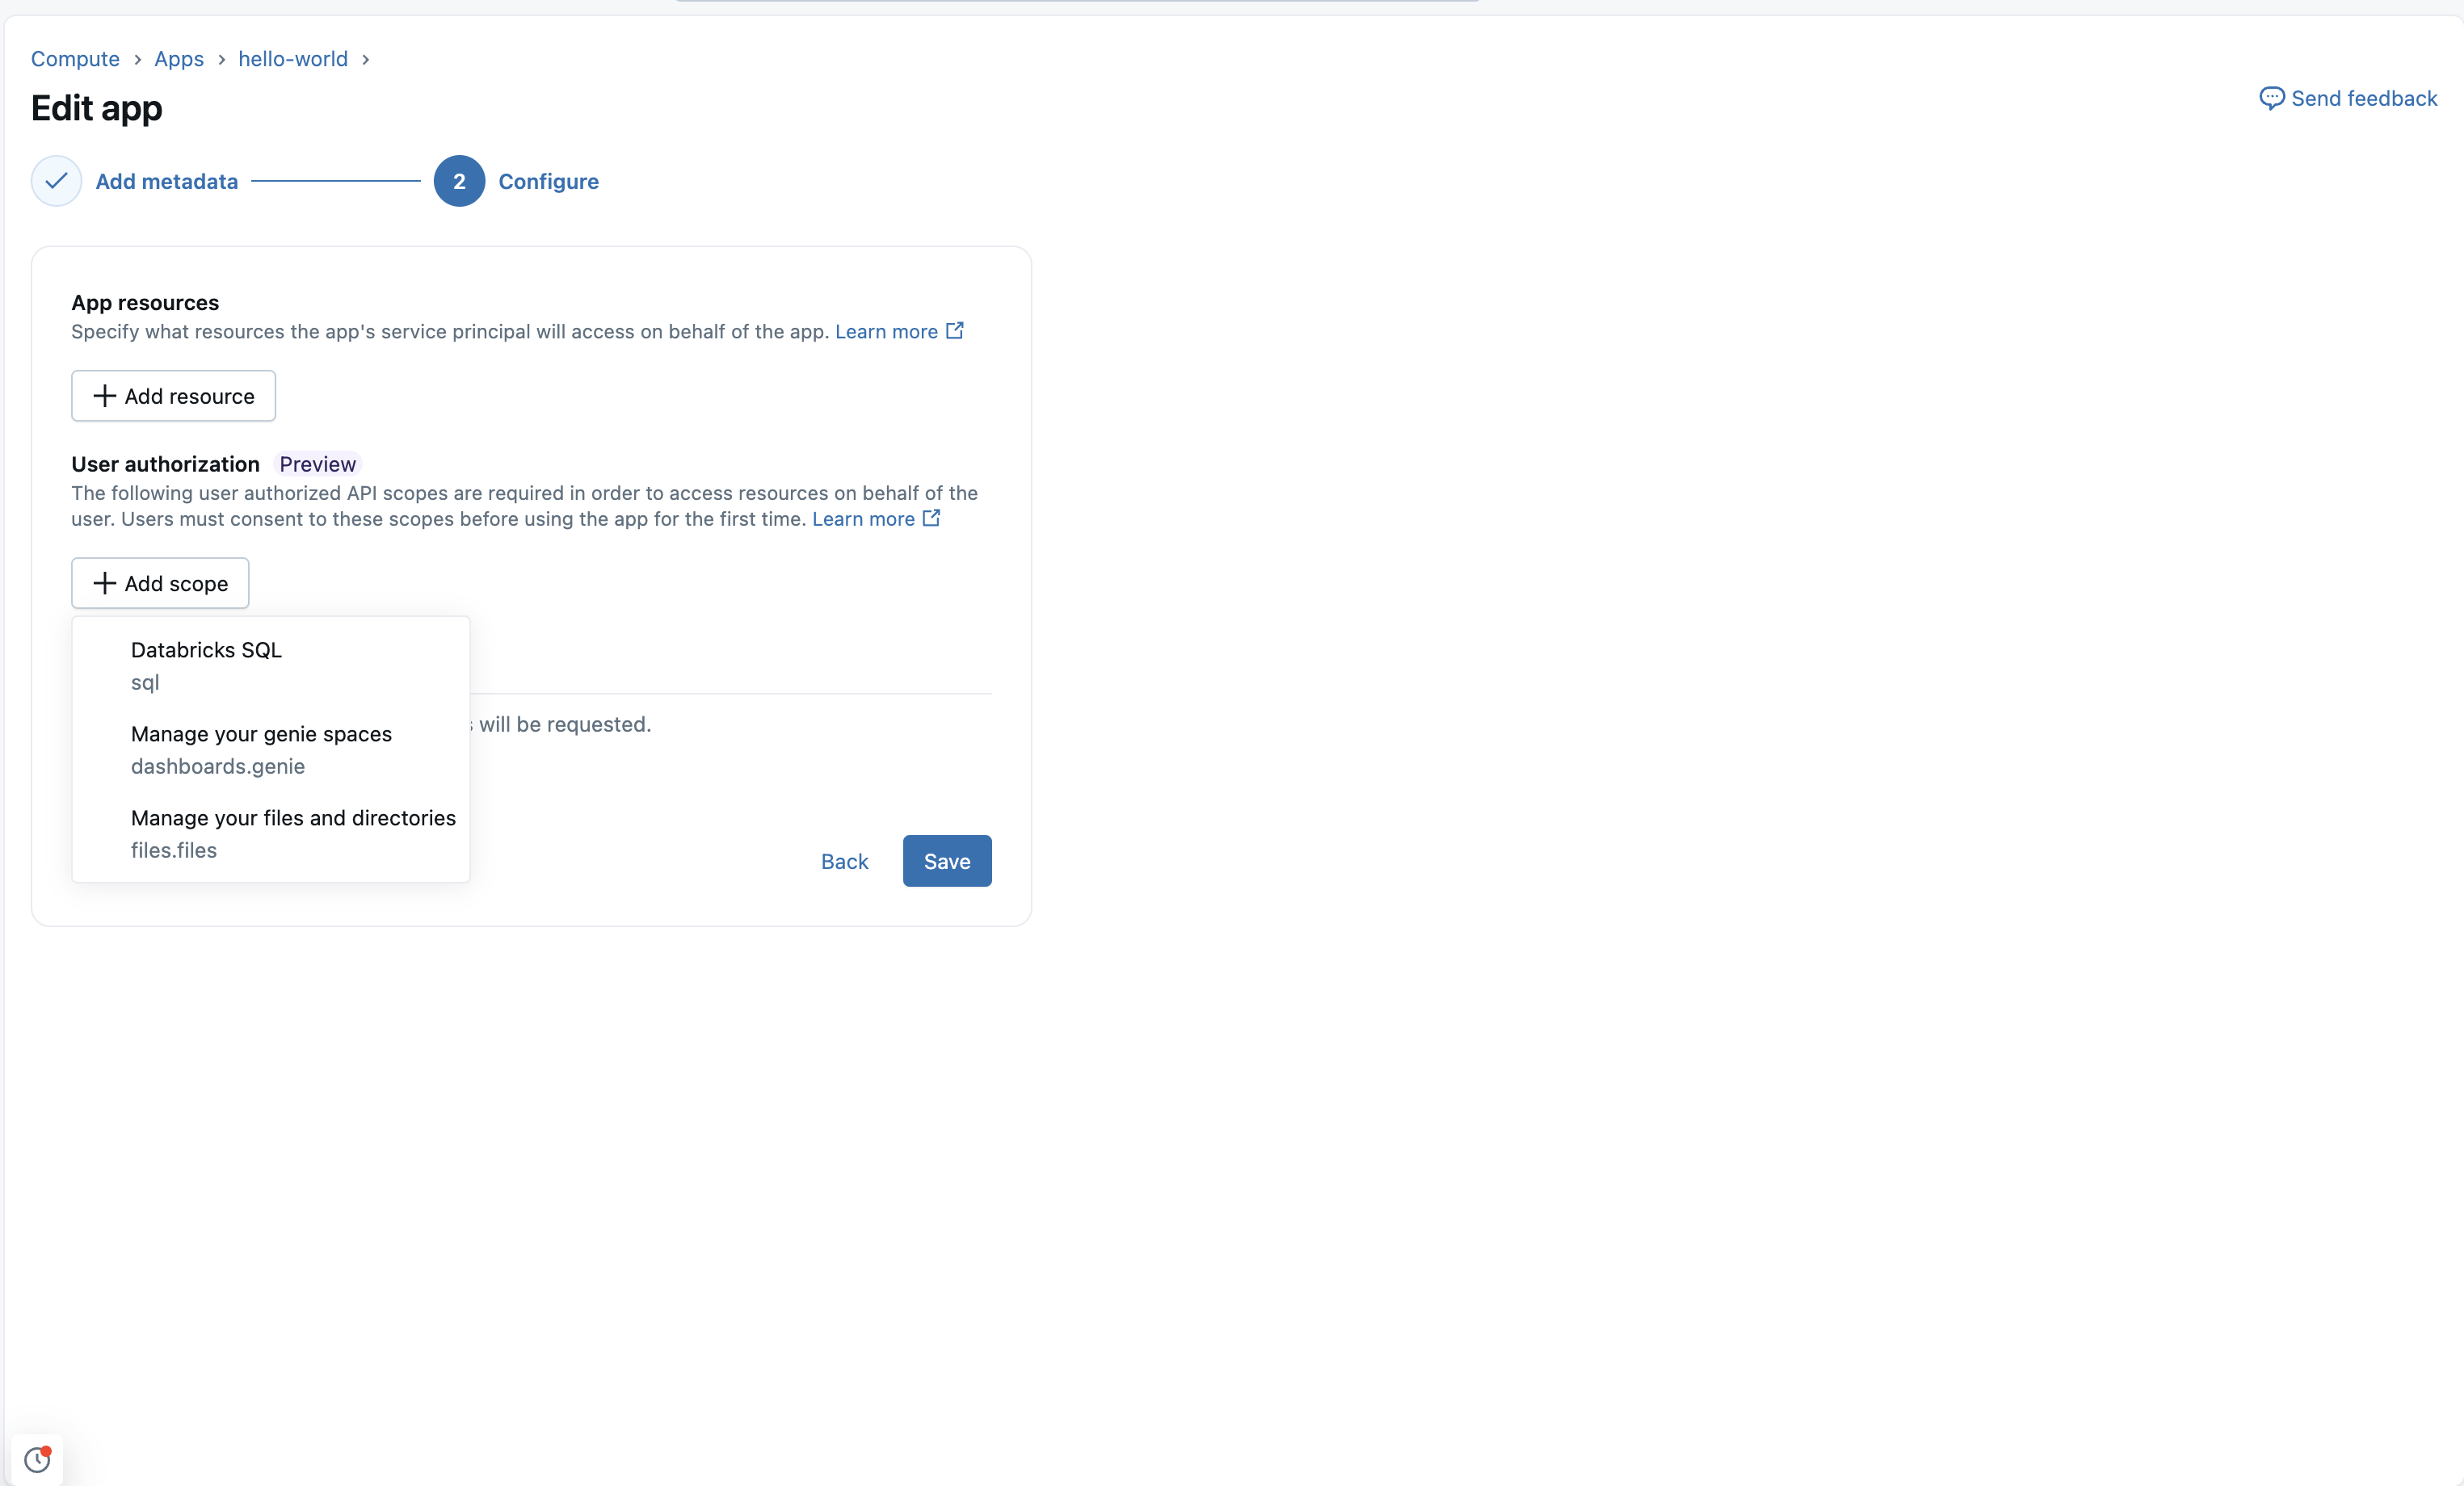 Compute > Apps > hello-world >
Edit app
Send feedback
Add metadata
2 Configure
App resources
Specify what resources the app's service principal will access on behalf of the app. Learn more
Add resource
User authorization Preview
The following user authorized API scopes are required in order to access resources on behalf of the
user. Users must consent to these scopes before using the app for the first time. Learn more
Add scope
Databricks SQL
sql
will be requested.
Manage your genie spaces
dashboards.genie
Manage your files and directories
files.files
Back
Save